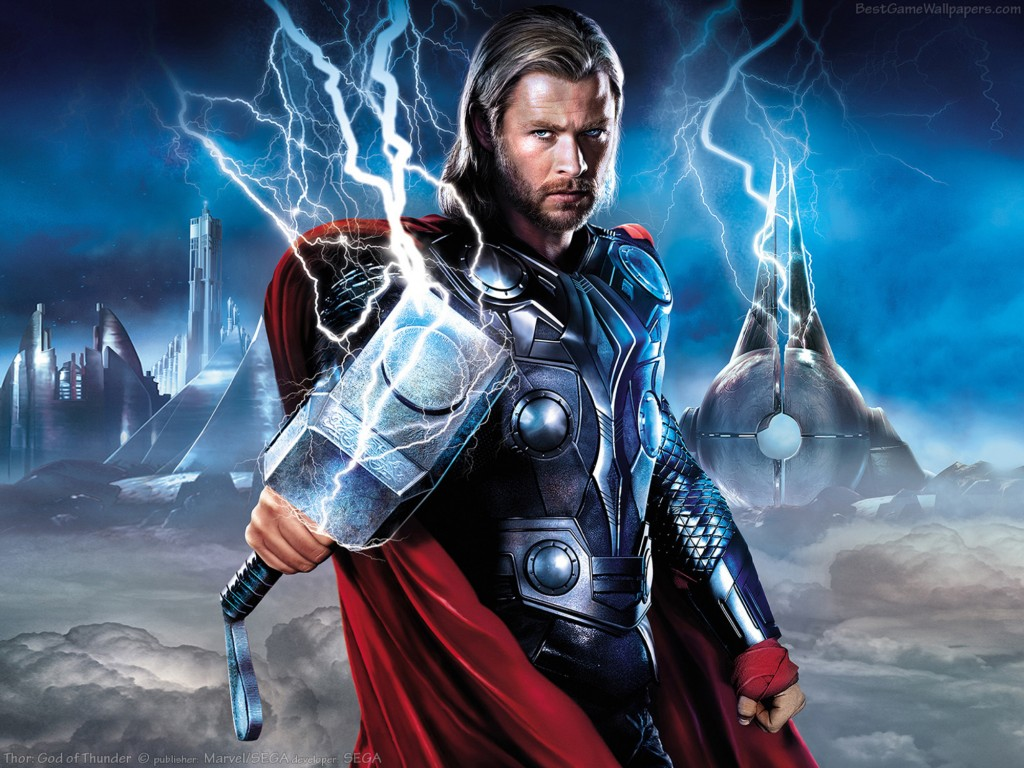 BestGameWallpapers.com
Thor: God of Thunder © publisher: Marvel/SEGA developer SEGA